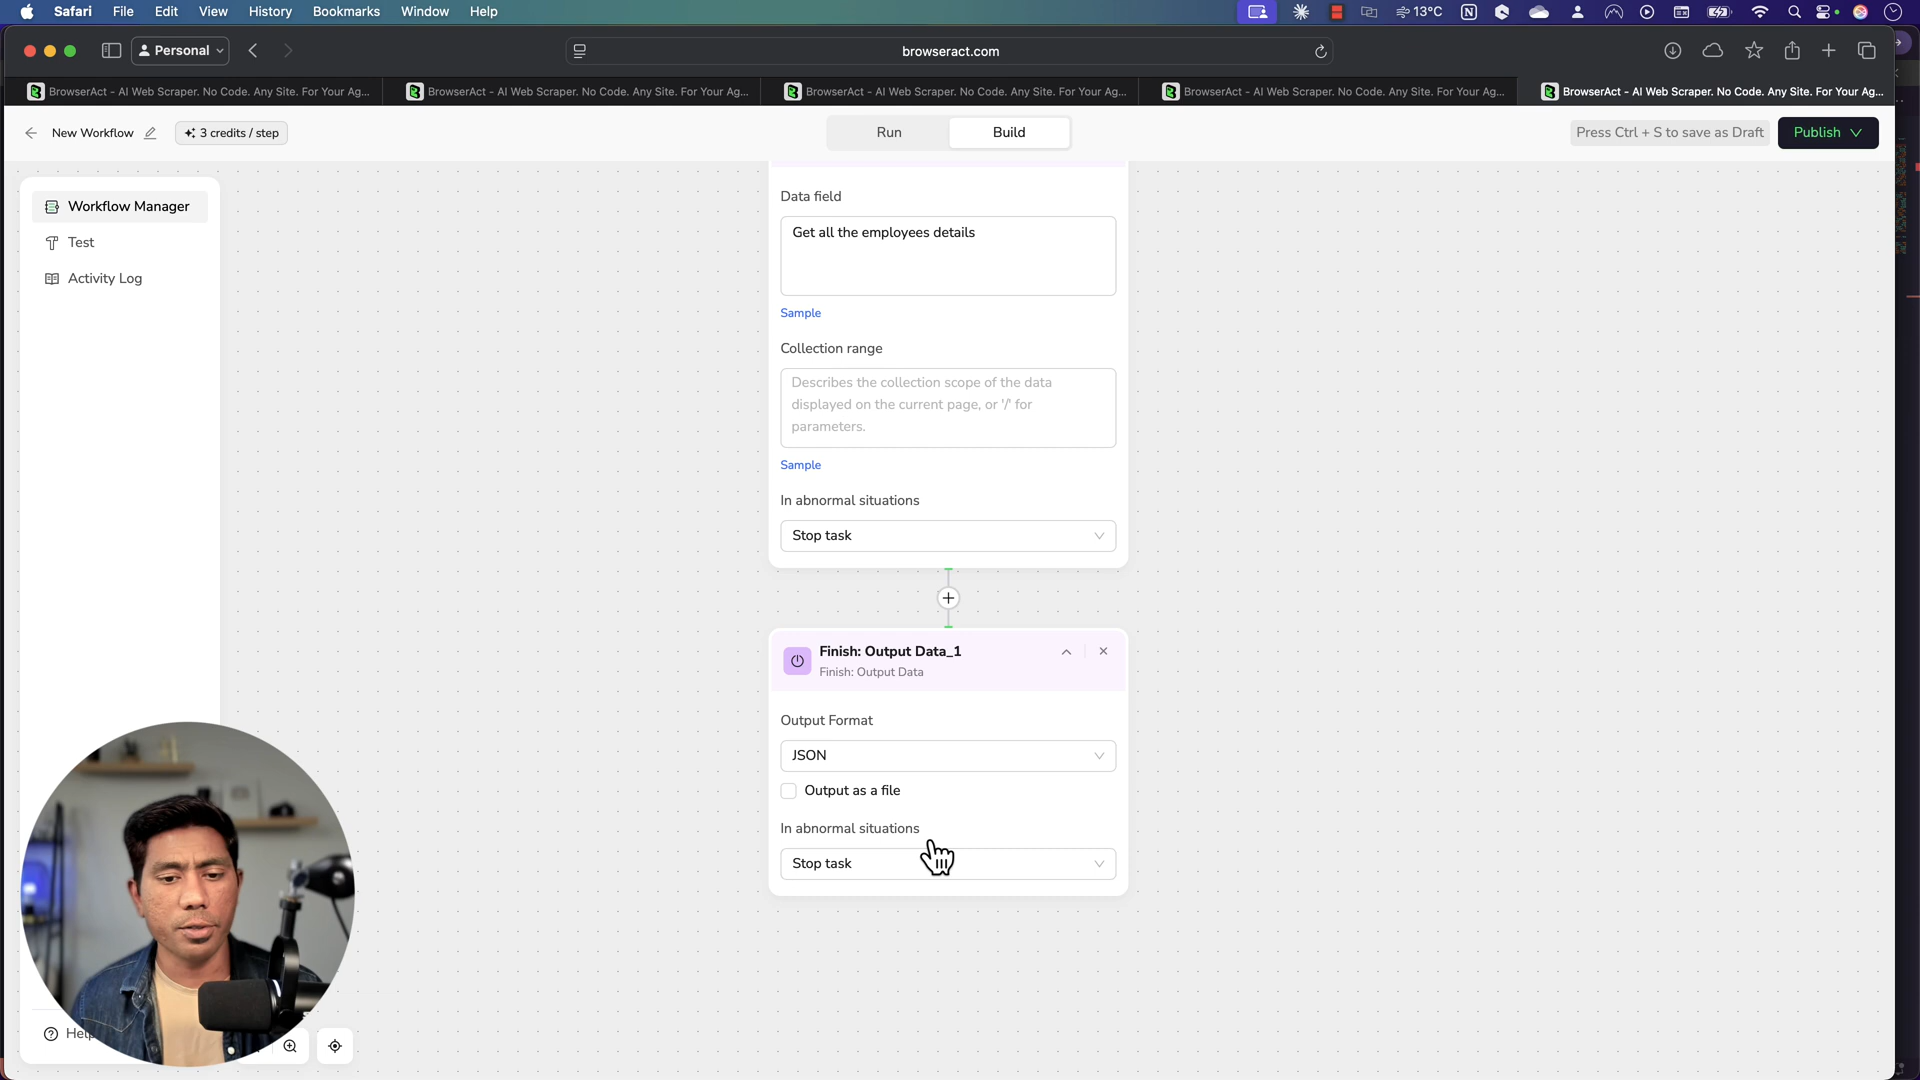 Safari File Edit View History Bookmarks Window Help
13°C
Personal
browseract.com
BrowserAct - AI Web Scraper. No Code. Any Site. For Your Ag...
BrowserAct - AI Web Scraper. No Code. Any Site. For Your Ag...
BrowserAct - AI Web Scraper. No Code. Any Site. For Your Ag...
BrowserAct - AI Web Scraper. No Code. Any Site. For Your Ag...
BrowserAct - AI Web Scraper. No Code. Any Site. For Your Ag...
New Workflow
3 credits / step
Run
Build
Press Ctrl + S to save as Draft
Publish
Workflow Manager
Test
Activity Log
Data field
Get all the employees details
Sample
Collection range
Describes the collection scope of the data
displayed on the current page, or '/' for
parameters.
Sample
In abnormal situations
Stop task
Finish: Output Data_1
Finish: Output Data
Output Format
JSON
Output as a file
In abnormal situations
Stop task
Help